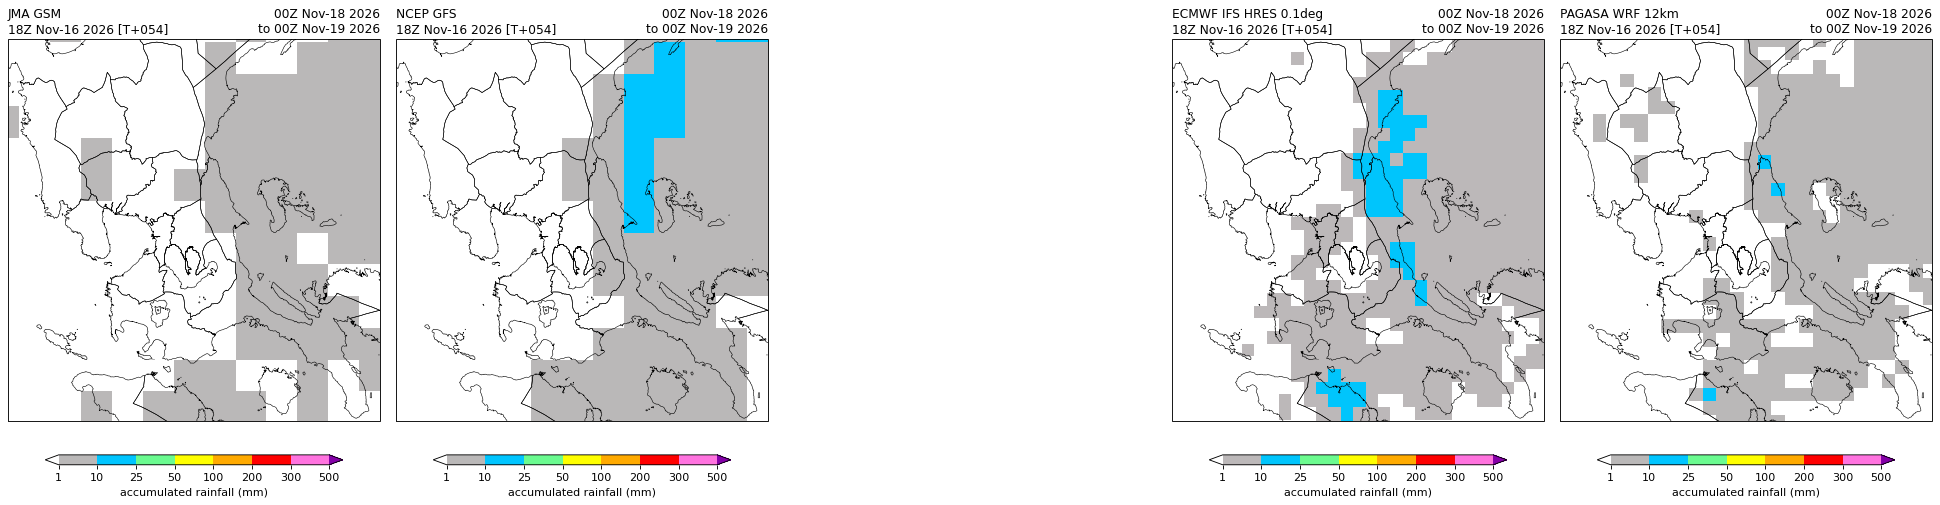 JMA GSM
00Z Nov-18 2026
18Z Nov-16 2026 [T+054]
to 00Z Nov-19 2026
1 10 25 50 100 200 300 500
accumulated rainfall (mm)
NCEP GFS
00Z Nov-18 2026
18Z Nov-16 2026 [T+054]
to 00Z Nov-19 2026
1 10 25 50 100 200 300 500
accumulated rainfall (mm)
ECMWF IFS HRES 0.1deg
00Z Nov-18 2026
18Z Nov-16 2026 [T+054]
to 00Z Nov-19 2026
1 10 25 50 100 200 300 500
accumulated rainfall (mm)
PAGASA WRF 12km
00Z Nov-18 2026
18Z Nov-16 2026 [T+054]
to 00Z Nov-19 2026
1 10 25 50 100 200 300 500
accumulated rainfall (mm)